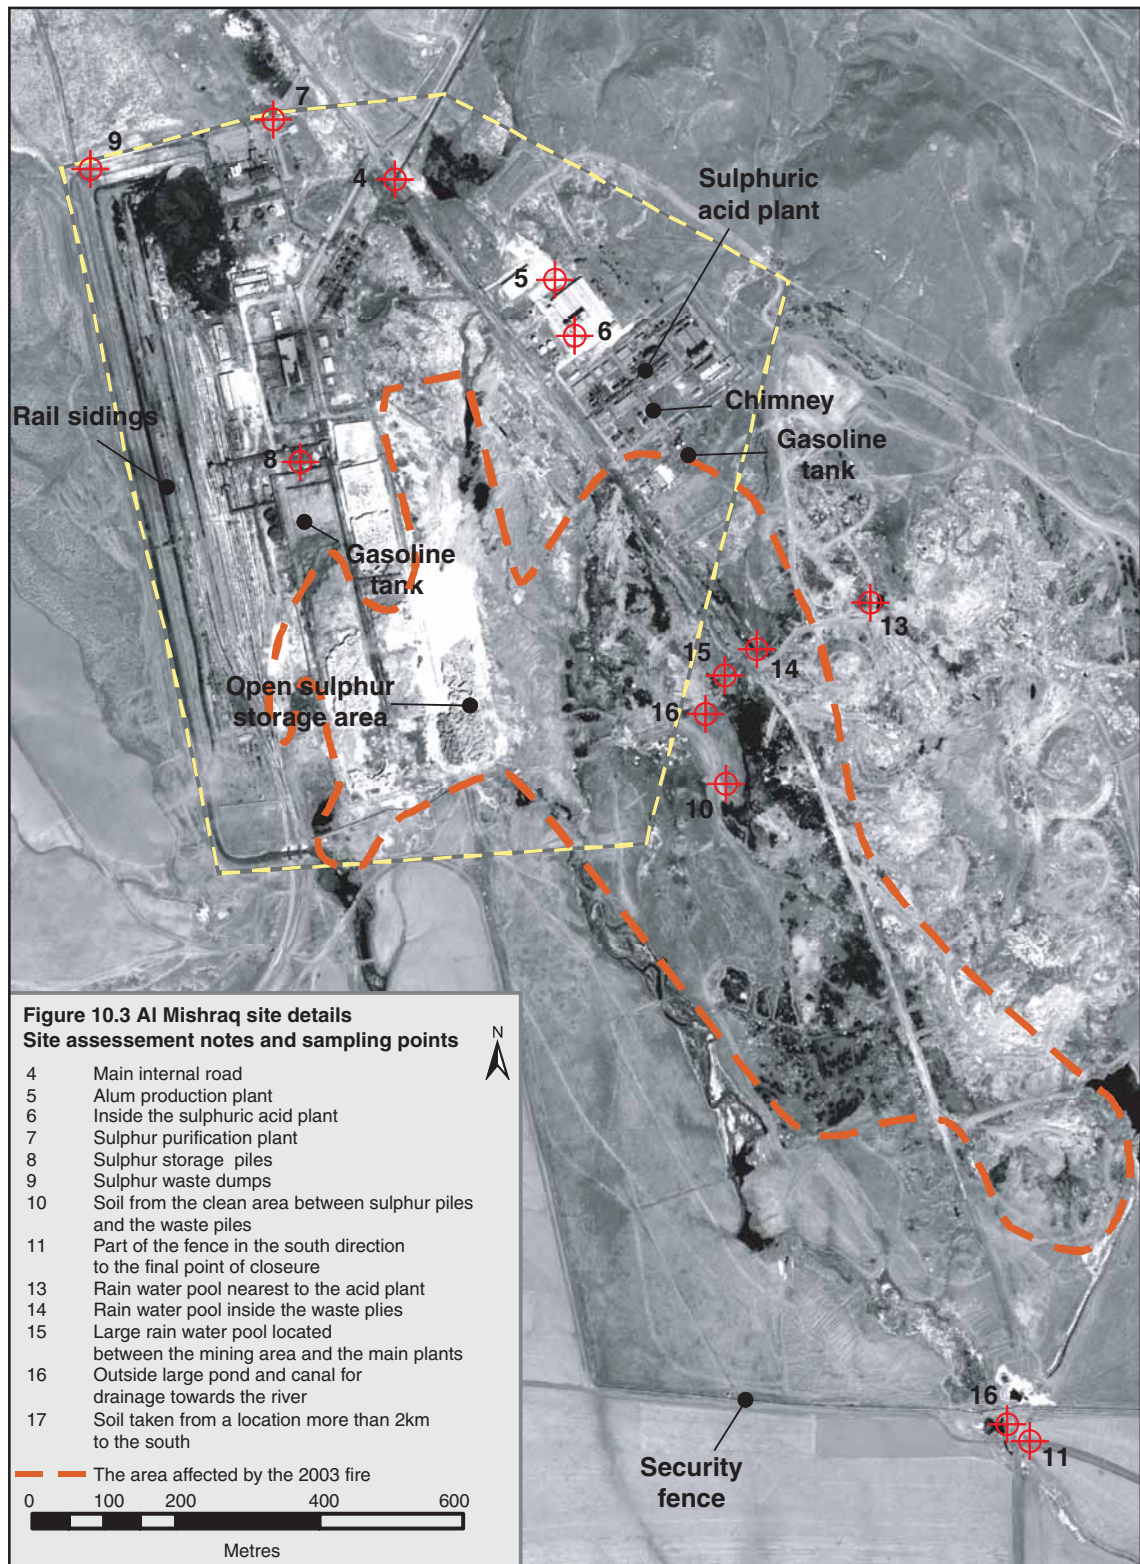 7
9
4
Sulphuric
acid plant
5
6
Rail sidings
Chimney
Gasoline
tank
8
Gasoline
tank
13
15
14
Open sulphur
storage area
16
10
Figure 10.3 Al Mishraq site details
Site assessement notes and sampling points
N
4 Main internal road
5 Alum production plant
6 Inside the sulphuric acid plant
7 Sulphur purification plant
8 Sulphur storage piles
9 Sulphur waste dumps
10 Soil from the clean area between sulphur piles
and the waste piles
11 Part of the fence in the south direction
to the final point of closeure
13 Rain water pool nearest to the acid plant
14 Rain water pool inside the waste plies
15 Large rain water pool located
between the mining area and the main plants
16 Outside large pond and canal for
drainage towards the river
17 Soil taken from a location more than 2km
to the south
The area affected by the 2003 fire
0 100 200 400 600
Metres
16
11
Security
fence